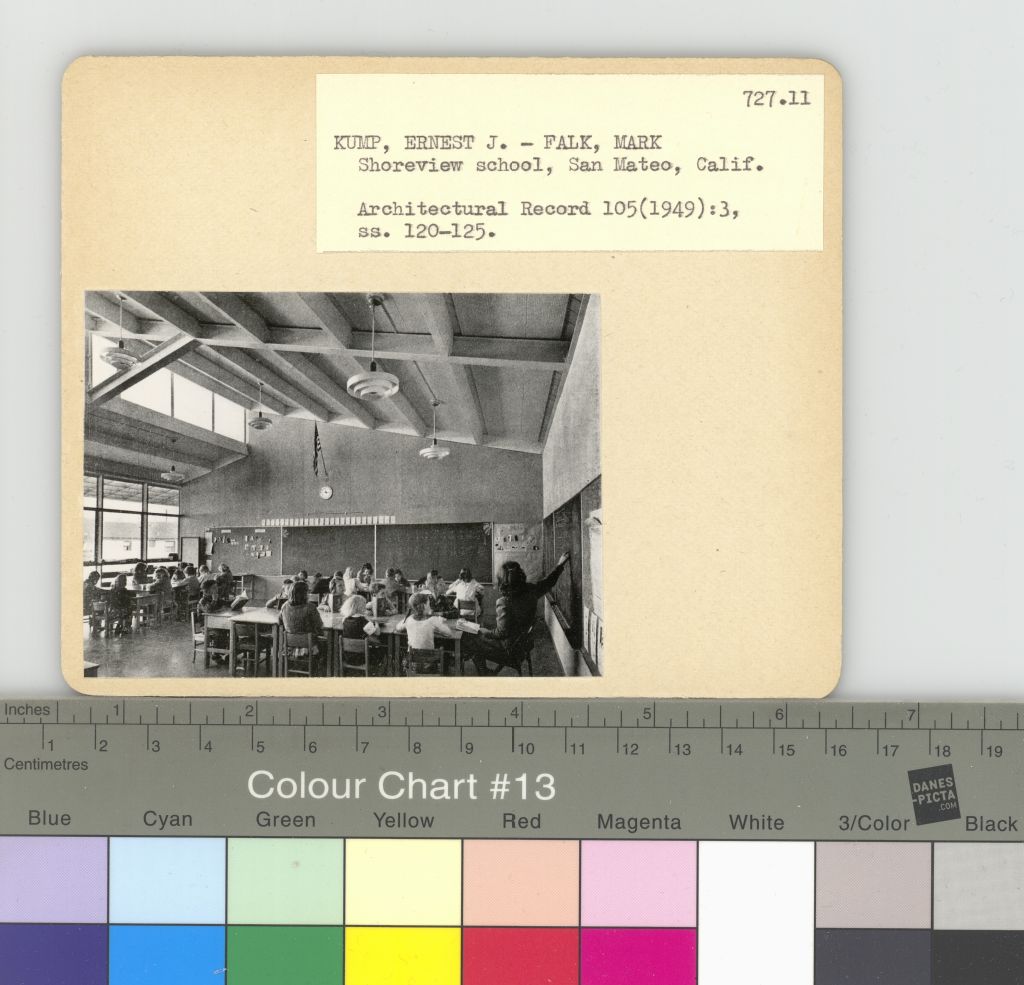 727.11
KUMP, ERNEST J. - FALK, MARK
Shoreview school, San Mateo, Calif.
Architectural Record 105(1949):3,
ss. 120-125.
Inches 1 2 3 4 5 6 7
1 2 3 4 5 6 7 8 9 10 11 12 13 14 15 16 17 18 19
Centimetres
Colour Chart #13
DANES
-PICTA
.COM
Blue Cyan Green Yellow Red Magenta White 3/Color Black